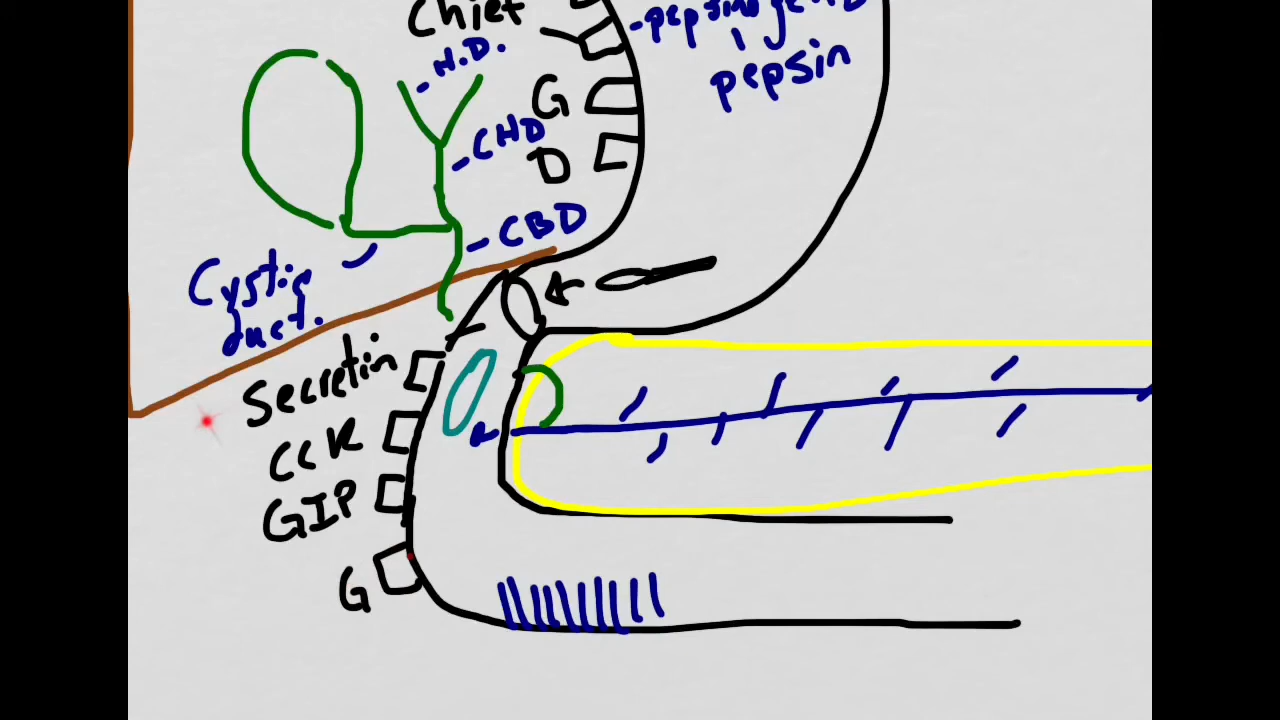 Chief
-pepsinogen
pepsin
-H.D.
G
-CHD
D
-CBD
Cystic
duct.
Secretin
CCK
GIP
G